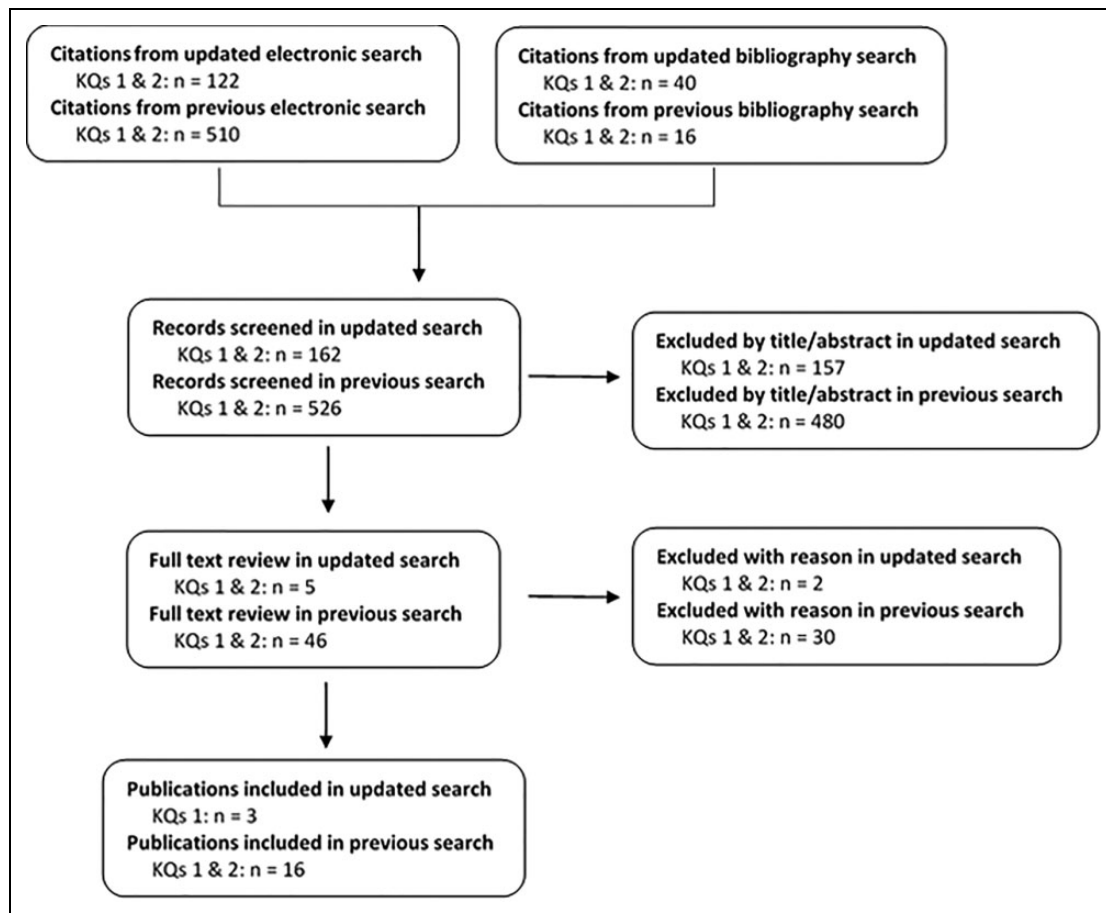 Citations from updated electronic search
KQs 1 & 2: n = 122
Citations from previous electronic search
KQs 1 & 2: n = 510
Citations from updated bibliography search
KQs 1 & 2: n = 40
Citations from previous bibliography search
KQs 1 & 2: n = 16
Records screened in updated search
KQs 1 & 2: n = 162
Records screened in previous search
KQs 1 & 2: n = 526
Excluded by title/abstract in updated search
KQs 1 & 2: n = 157
Excluded by title/abstract in previous search
KQs 1 & 2: n = 480
Full text review in updated search
KQs 1 & 2: n = 5
Full text review in previous search
KQs 1 & 2: n = 46
Excluded with reason in updated search
KQs 1 & 2: n = 2
Excluded with reason in previous search
KQs 1 & 2: n = 30
Publications included in updated search
KQs 1: n = 3
Publications included in previous search
KQs 1 & 2: n = 16